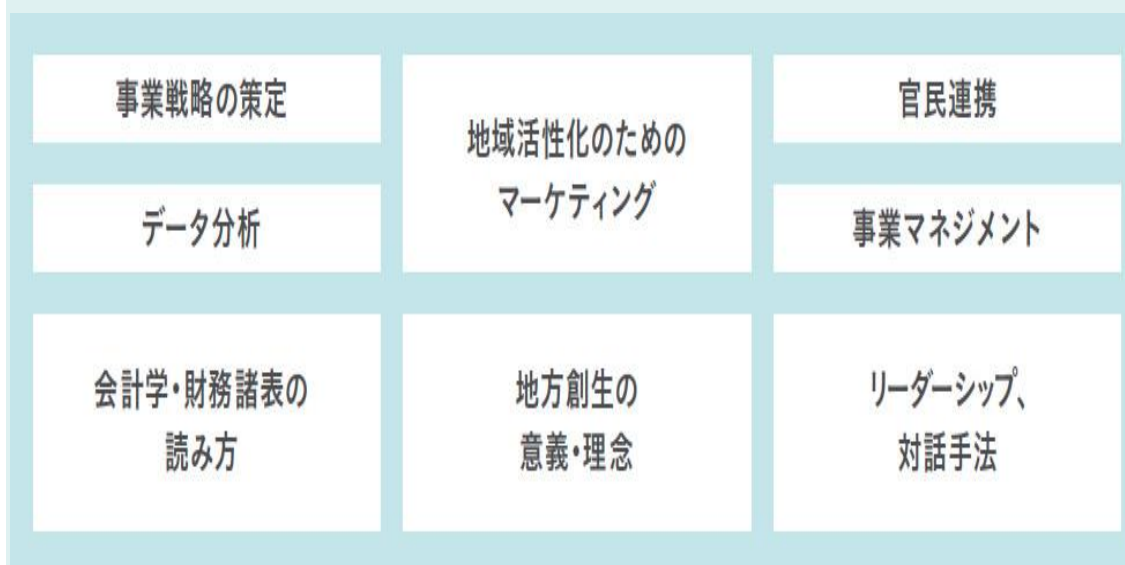 事業戦略の策定
地域活性化のための
マーケティング
官民連携
データ分析
事業マネジメント
会計学・財務諸表の
読み方
地方創生の
意義・理念
リーダーシップ、
対話手法